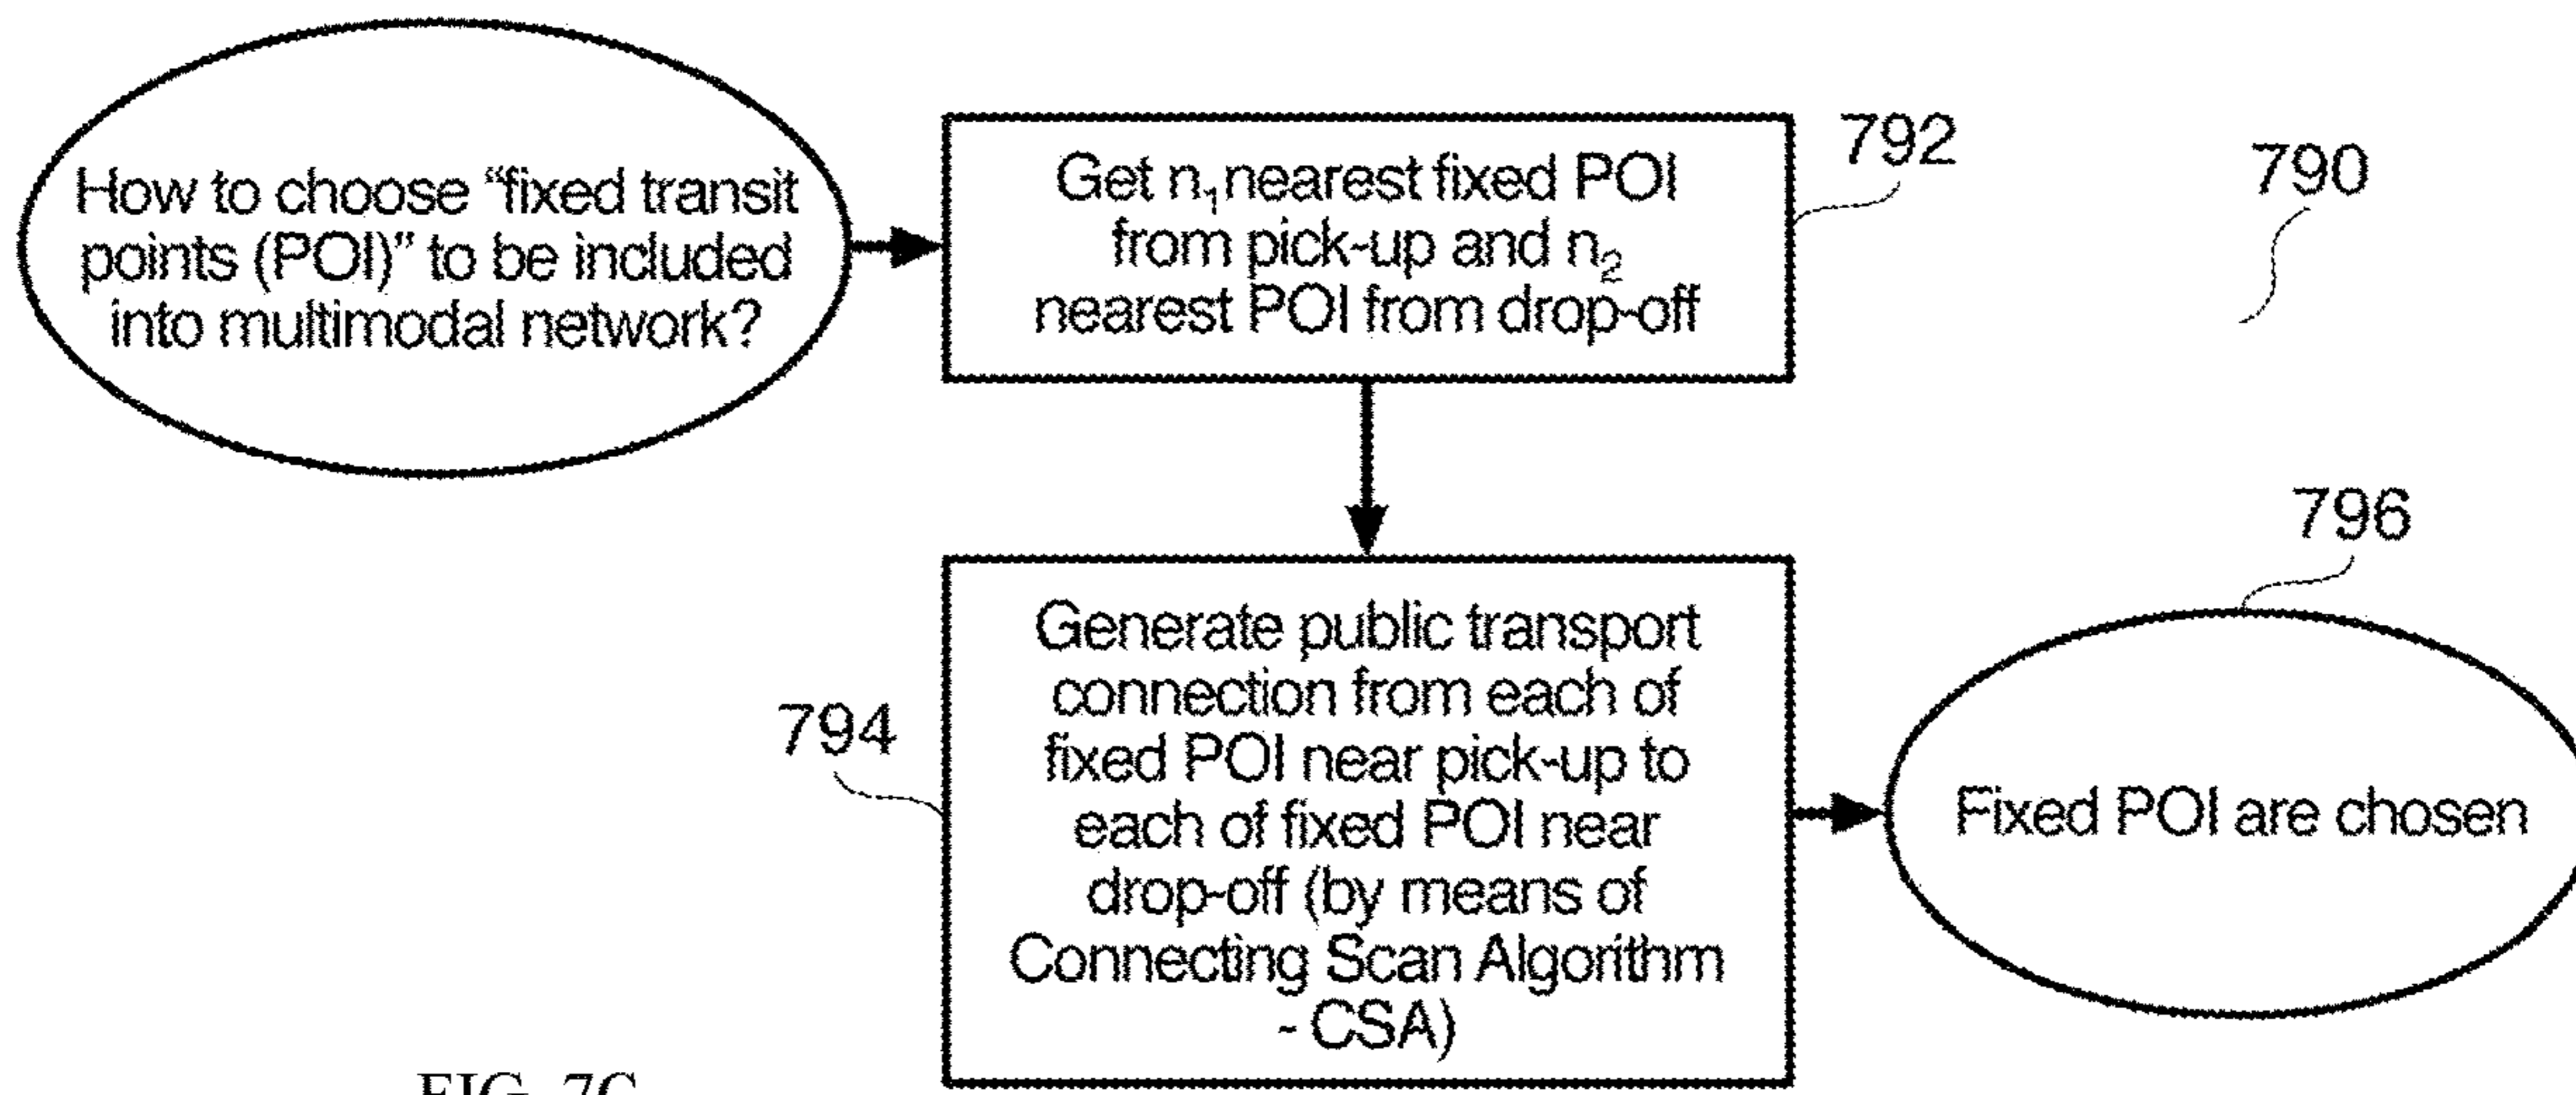 How to choose “fixed transit
points (POI)” to be included
into multimodal network?
Get n₁ nearest fixed POI
from pick-up and n₂
nearest POI from drop-off
792
790
Generate public transport
connection from each of
fixed POI near pick-up to
each of fixed POI near
drop-off (by means of
Connecting Scan Algorithm
- CSA)
794
796
Fixed POI are chosen
FIG. 7C